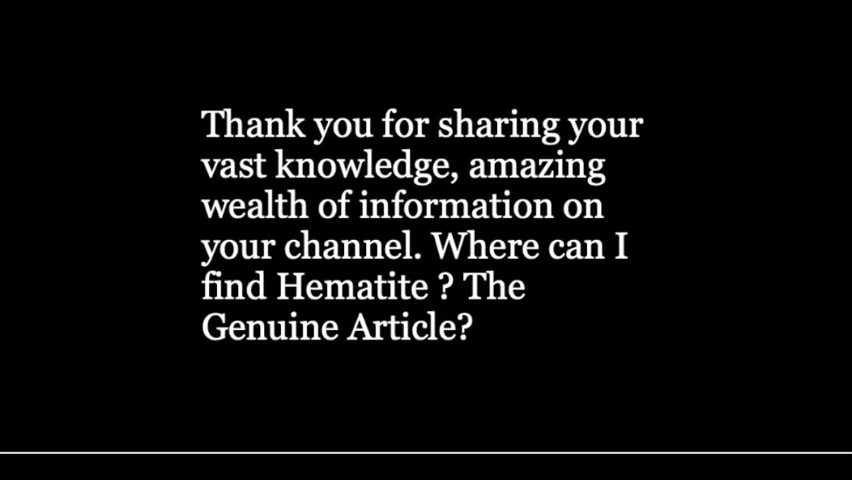 Thank you for sharing your
vast knowledge, amazing
wealth of information on
your channel. Where can I
find Hematite ? The
Genuine Article?